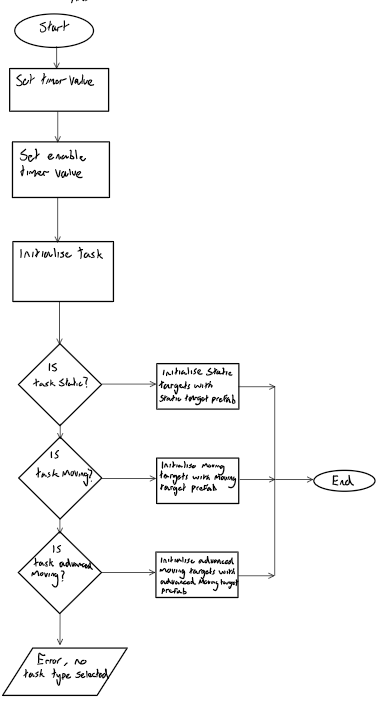 Start
Set timer value
Set enable
timer value
Initialise task
Is
task static?
Initialise static
targets with
static target prefab
Is
task moving?
Initialise moving
targets with moving
target prefab
End
Is
task advanced
moving?
Initialise advanced
moving targets with
advanced moving target
prefab
Error, no
task type selected